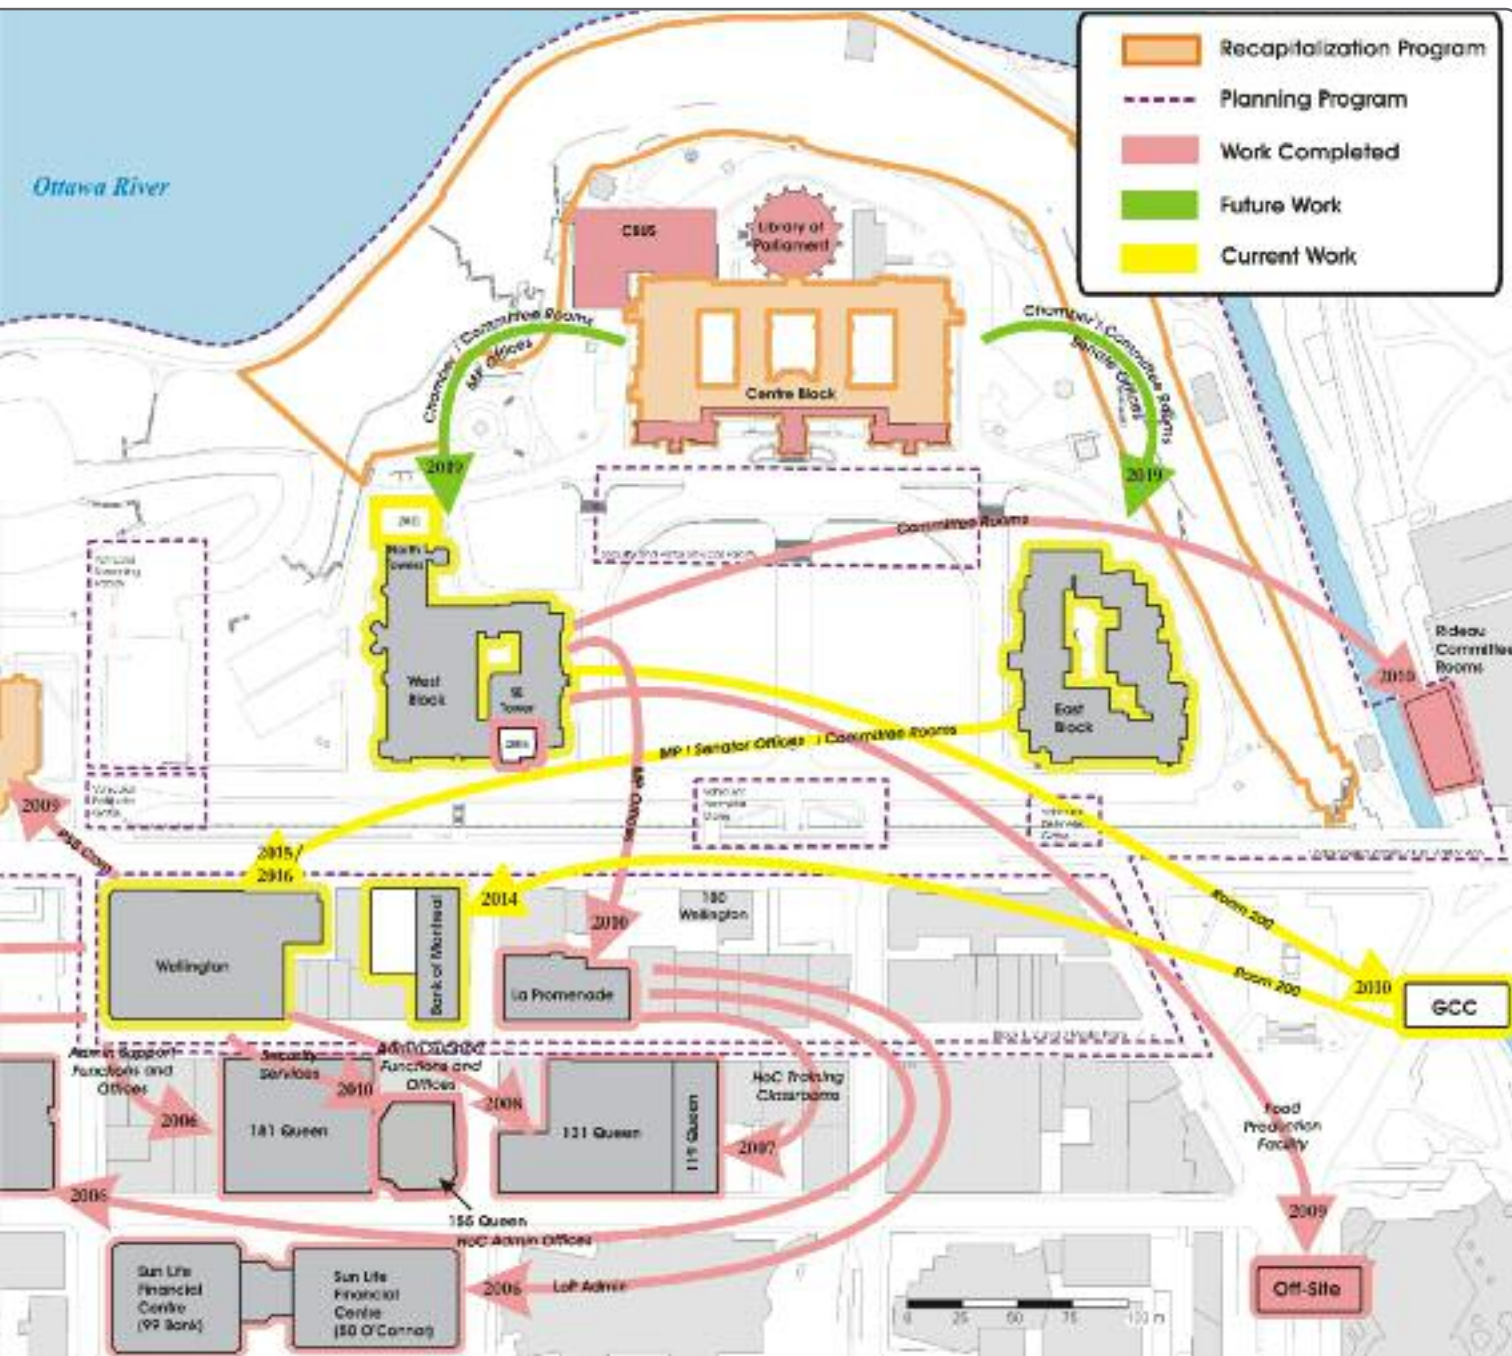 Recapitalization Program
Planning Program
Work Completed
Future Work
Current Work
Ottawa River
CBUS
Library of
Parliament
Centre Block
Chamber / Committee Rooms
MP Offices
2019
Committee Rooms
Senate Offices
2019
North
Towers
West
Block
SE
Tower
Committee Rooms
East
Block
2010
Rideau
Committee
Rooms
MP / Senator Offices / Committee Rooms
MP Offices
2009
2015/
2016
Wellington
Bank of Montreal
2014
2010
180
Wellington
La Promenade
Room 200
Room 200
2010
GCC
Admin Support
Functions and
Offices
2006
Security
Services
2010
181 Queen
Functions and
Offices
2008
131 Queen
119 Queen
HoC Training
Classrooms
2007
Food
Production
Facility
2009
Off-Site
2006
155 Queen
HoC Admin Offices
2006
LoP Admin
Sun Life
Financial
Centre
(99 Bank)
Sun Life
Financial
Centre
(50 O'Connor)
0 25 50 75 100 m